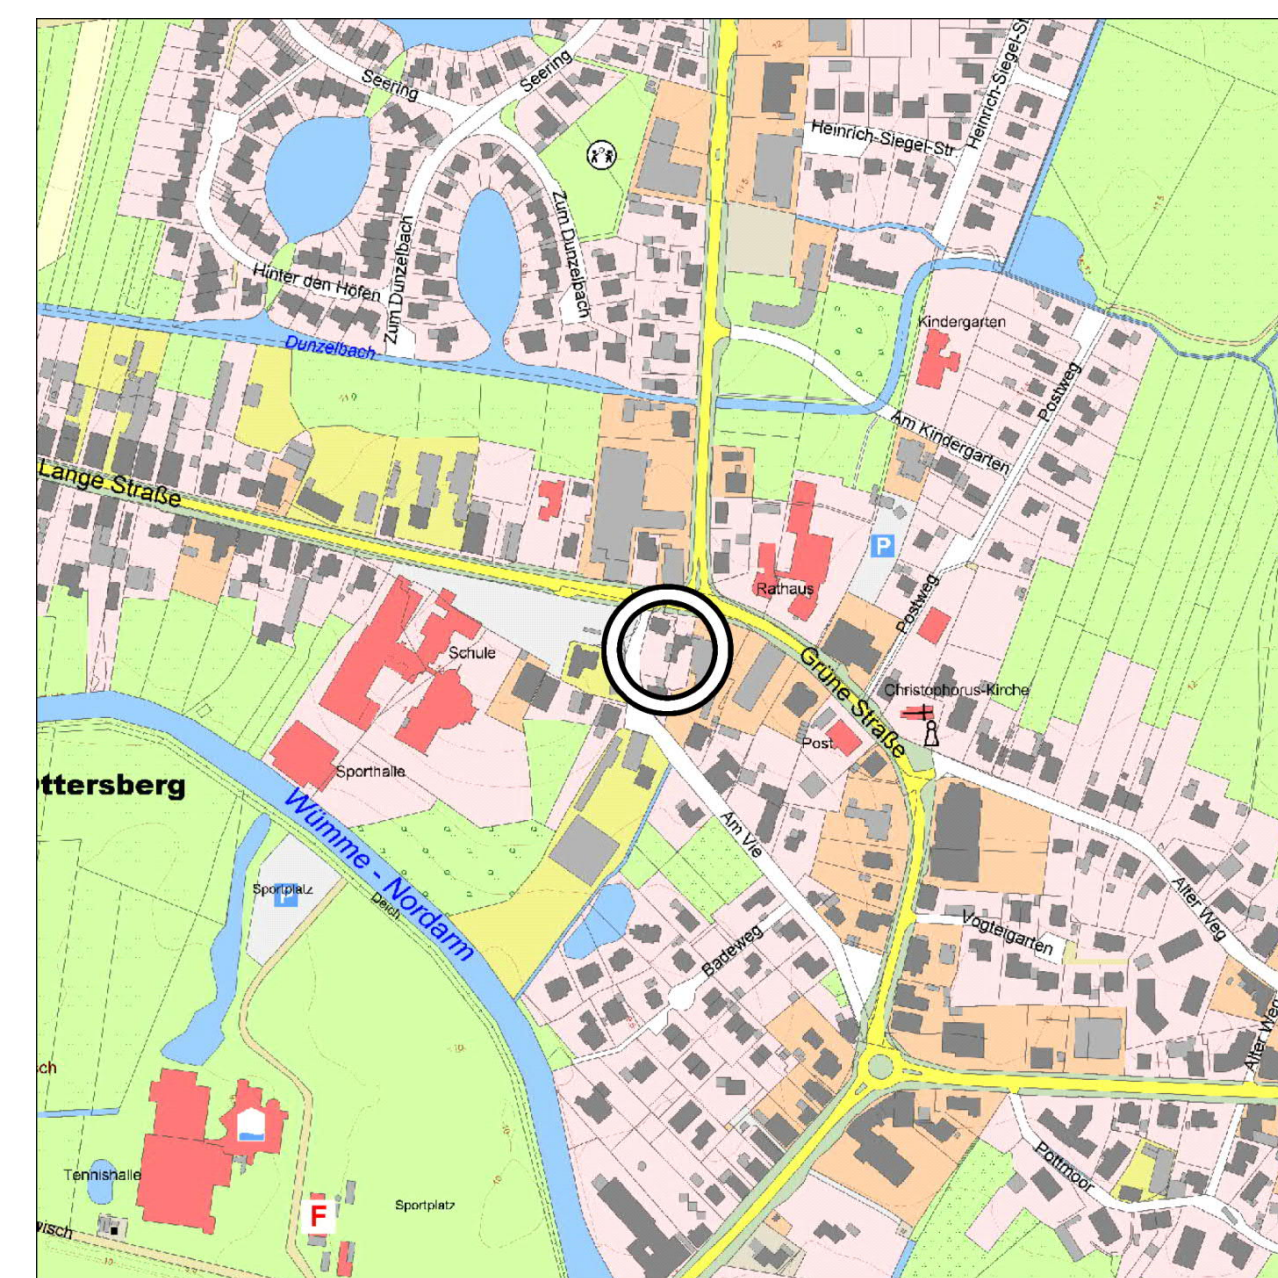 Seering
Seering
Heinrich-Siegel-St
Heinrich-Siegel-Str.
Zum Dunzelbach
Zum Dunzelbach
Hinter den Höfen
Dunzelbach
Kindergarten
Postweg
Am Kindergarten
Lange Straße
P
Rathaus
Postweg
Schule
Grüne Straße
Christophorus-Kirche
Post
Sporthalle
ttersberg
Wümme - Nordarm
Am Vie
Sportplatz
P
Deich
Alter Weg
Vogteigarten
Badeweg
Alter Weg
sch
Tennishalle
Pottmoor
Sportplatz
F
wisch